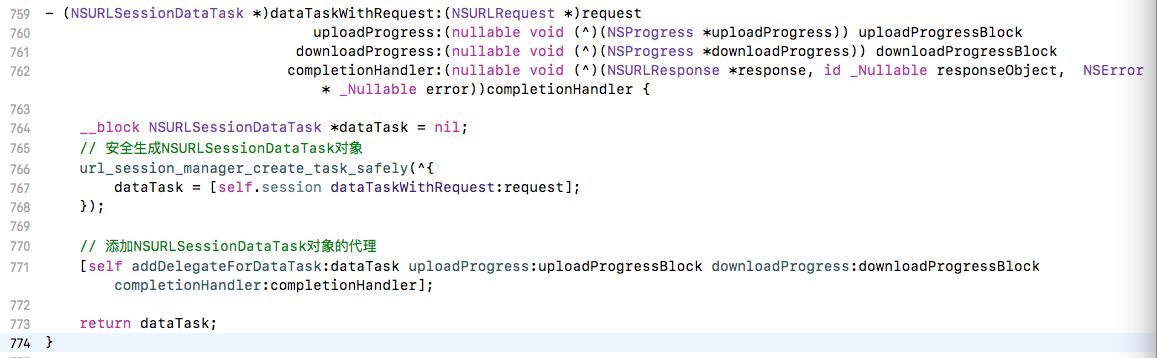 759 - (NSURLSessionDataTask *)dataTaskWithRequest:(NSURLRequest *)request
760 uploadProgress:(nullable void (^)(NSProgress *uploadProgress)) uploadProgressBlock
761 downloadProgress:(nullable void (^)(NSProgress *downloadProgress)) downloadProgressBlock
762 completionHandler:(nullable void (^)(NSURLResponse *response, id _Nullable responseObject,  NSError
* _Nullable error))completionHandler {
763
764     __block NSURLSessionDataTask *dataTask = nil;
765     // 安全生成NSURLSessionDataTask对象
766     url_session_manager_create_task_safely(^{
767         dataTask = [self.session dataTaskWithRequest:request];
768     });
769
770     // 添加NSURLSessionDataTask对象的代理
771     [self addDelegateForDataTask:dataTask uploadProgress:uploadProgressBlock downloadProgress:downloadProgressBlock
completionHandler:completionHandler];
772
773     return dataTask;
774 }